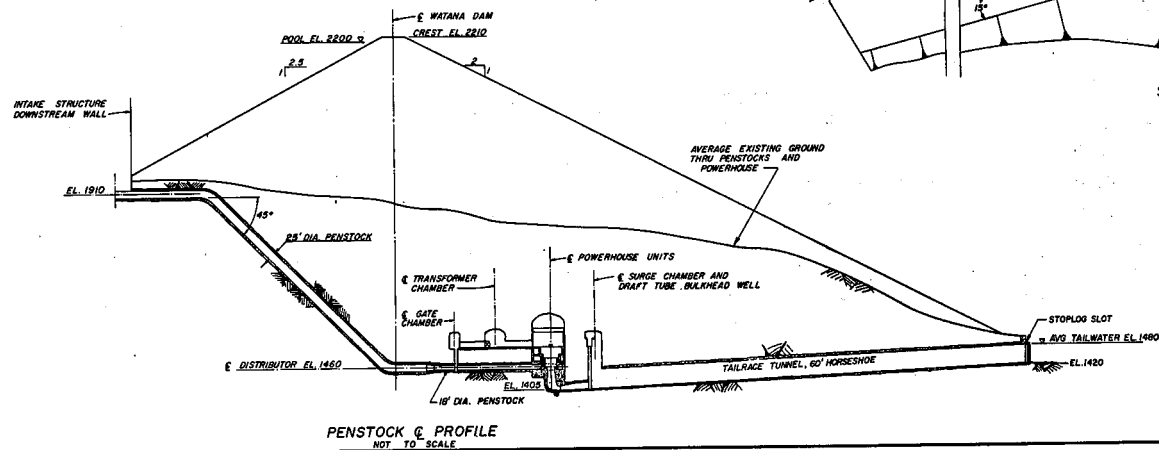 15°
℄ WATANA DAM
POOL EL. 2200
CREST EL. 2210
2.5
1
2
1
INTAKE STRUCTURE
DOWNSTREAM WALL
AVERAGE EXISTING GROUND
THRU PENSTOCKS AND
POWERHOUSE
EL. 1910
45°
25' DIA. PENSTOCK
℄ POWERHOUSE UNITS
℄ TRANSFORMER
CHAMBER
℄ SURGE CHAMBER AND
DRAFT TUBE BULKHEAD WELL
℄ GATE
CHAMBER
STOPLOG SLOT
AVG TAILWATER EL. 1480
℄ DISTRIBUTOR EL. 1460
TAILRACE TUNNEL, 60' HORSESHOE
EL. 1420
EL. 1405
18' DIA. PENSTOCK
PENSTOCK ℄ PROFILE
NOT TO SCALE